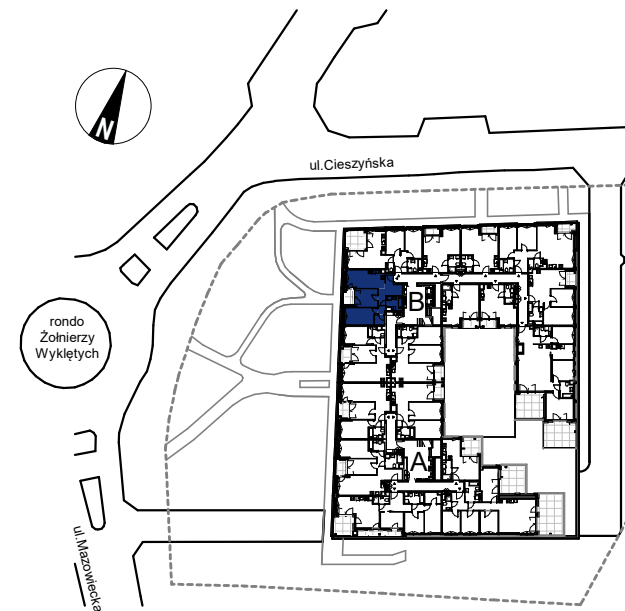 N
ul.Cieszyńska
B
rondo
Żołnierzy
Wyklętych
A
ul.Mazowiecka